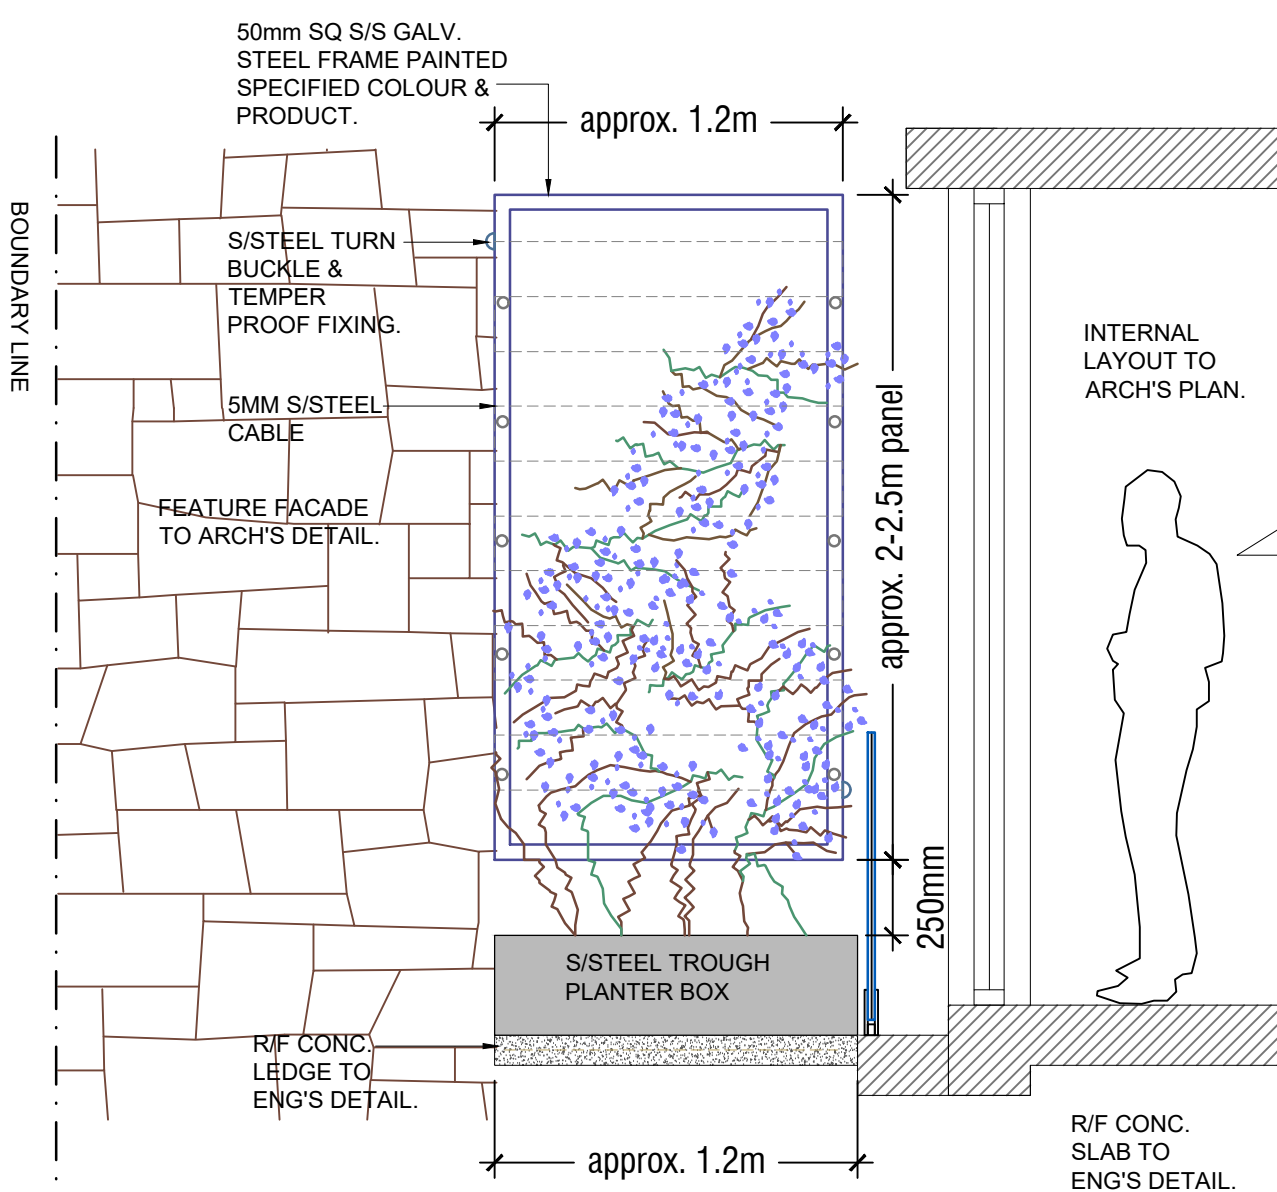 50mm SQ S/S GALV.
STEEL FRAME PAINTED
SPECIFIED COLOUR &
PRODUCT.
approx. 1.2m
BOUNDARY LINE
S/STEEL TURN
BUCKLE &
TEMPER
PROOF FIXING.
5MM S/STEEL
CABLE
FEATURE FACADE
TO ARCH'S DETAIL.
approx. 2-2.5m panel
INTERNAL
LAYOUT TO
ARCH'S PLAN.
250mm
S/STEEL TROUGH
PLANTER BOX
R/F CONC.
LEDGE TO
ENG'S DETAIL.
approx. 1.2m
R/F CONC.
SLAB TO
ENG'S DETAIL.